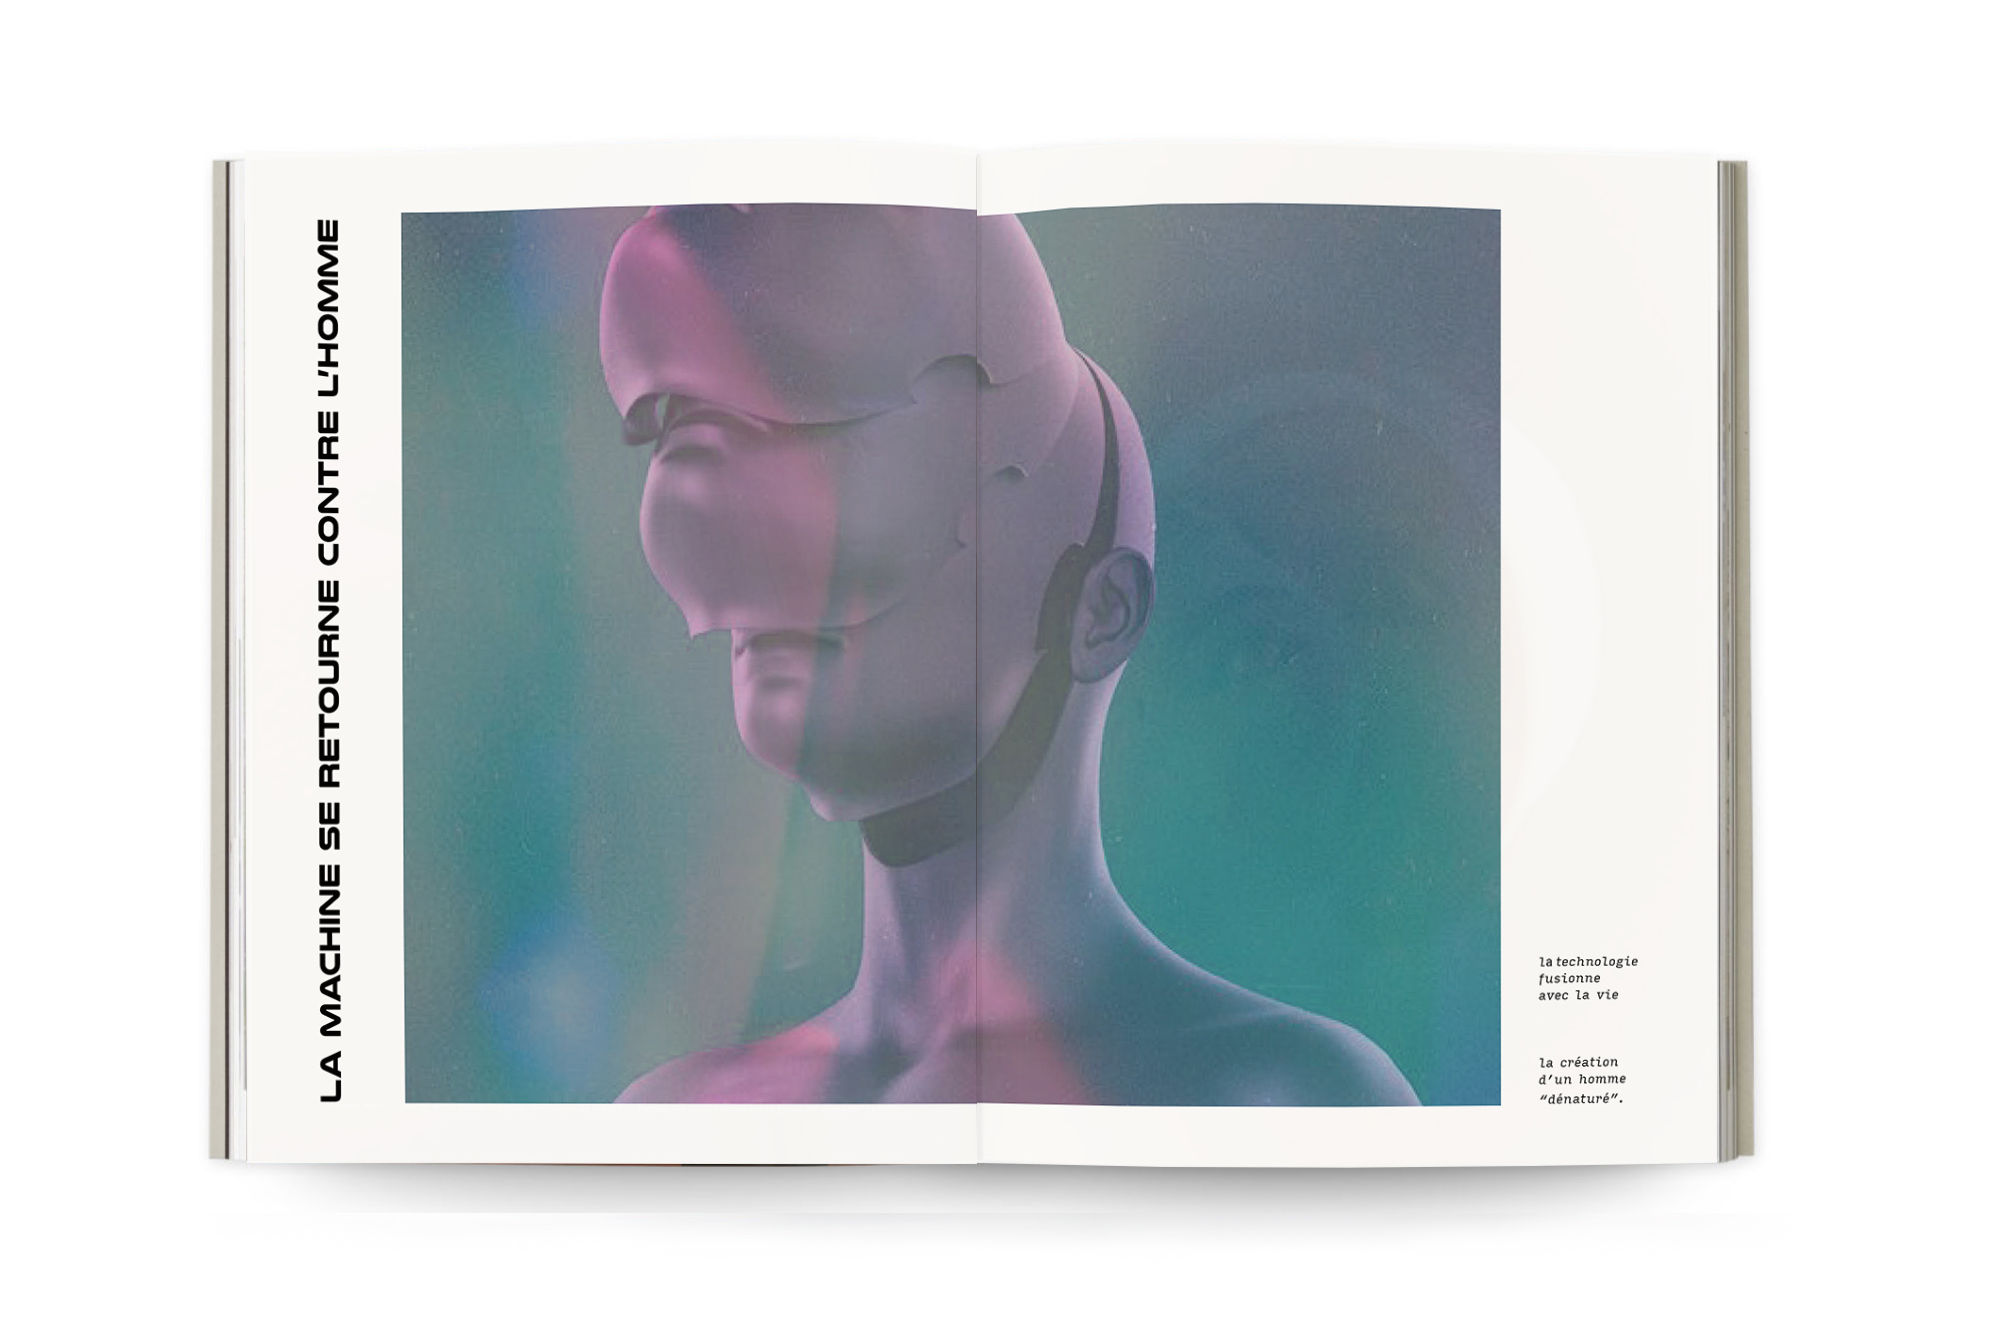 LA MACHINE SE RETOURNE CONTRE L'HOMME
la technologie
fusionne
avec la vie
la création
d'un homme
“dénaturé”.